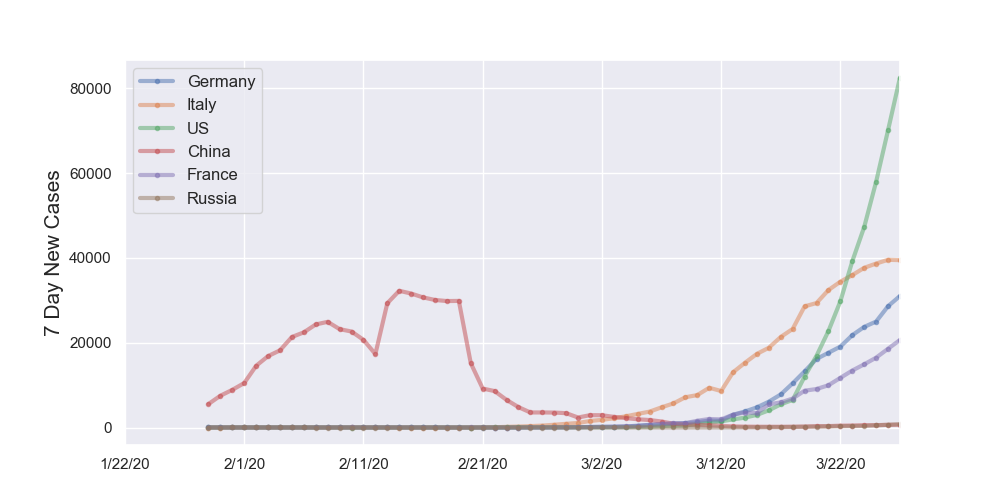 Germany
Italy
US
China
France
Russia
7 Day New Cases
80000
60000
40000
20000
0
1/22/20 2/1/20 2/11/20 2/21/20 3/2/20 3/12/20 3/22/20